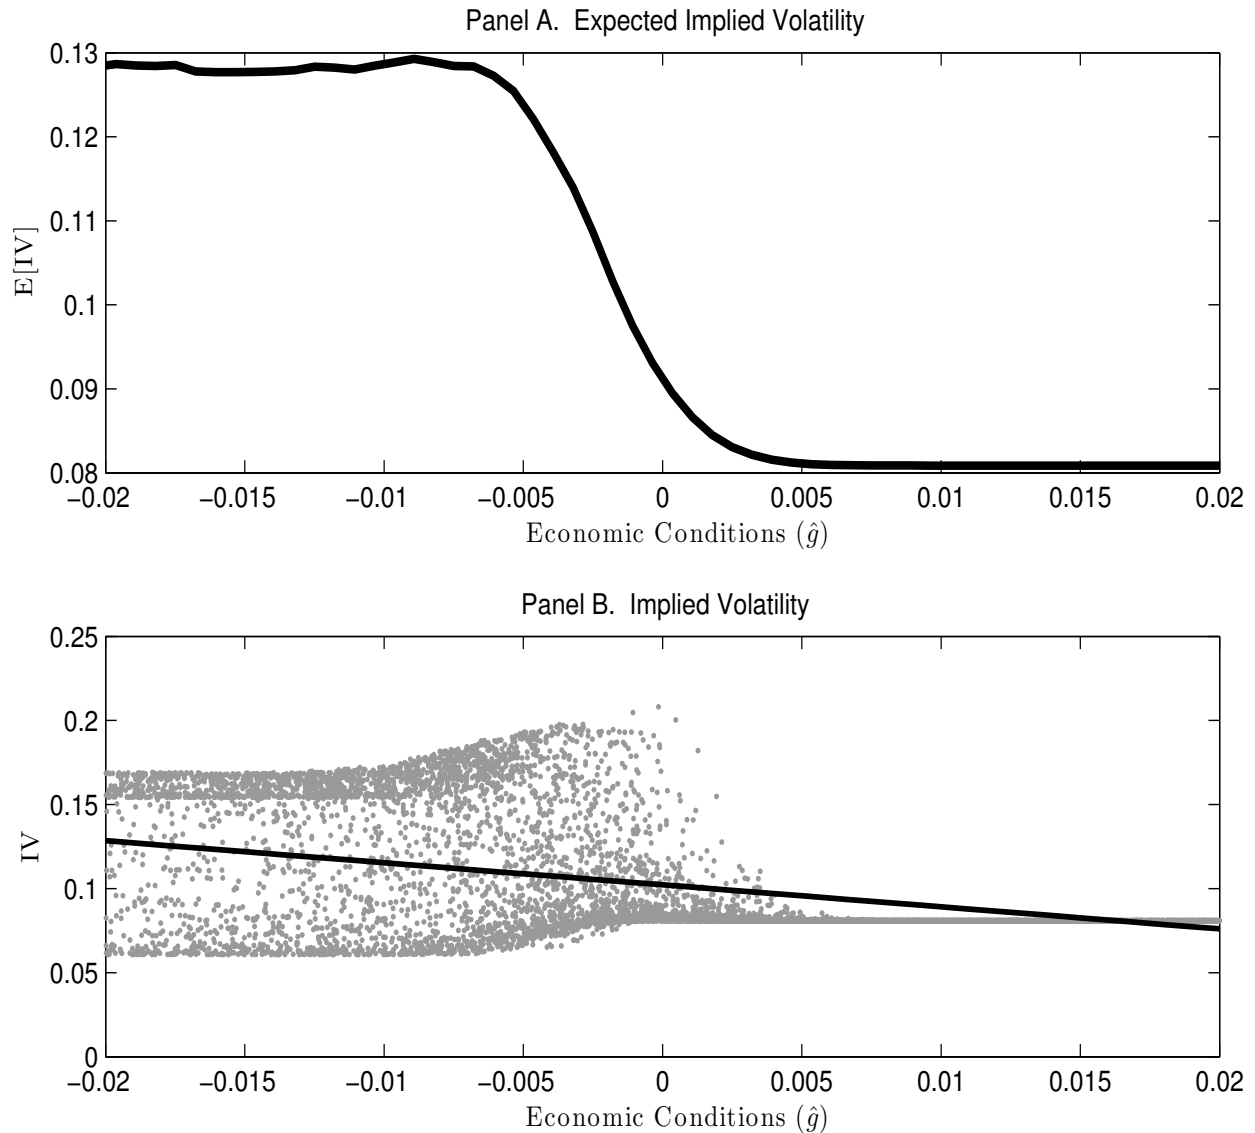 Panel A.  Expected Implied Volatility
0.13
0.12
0.11
0.1
0.09
0.08
E[IV]
−0.02 −0.015 −0.01 −0.005 0 0.005 0.01 0.015 0.02
Economic Conditions (ĝ)
Panel B.  Implied Volatility
0.25
0.2
0.15
0.1
0.05
0
IV
−0.02 −0.015 −0.01 −0.005 0 0.005 0.01 0.015 0.02
Economic Conditions (ĝ)